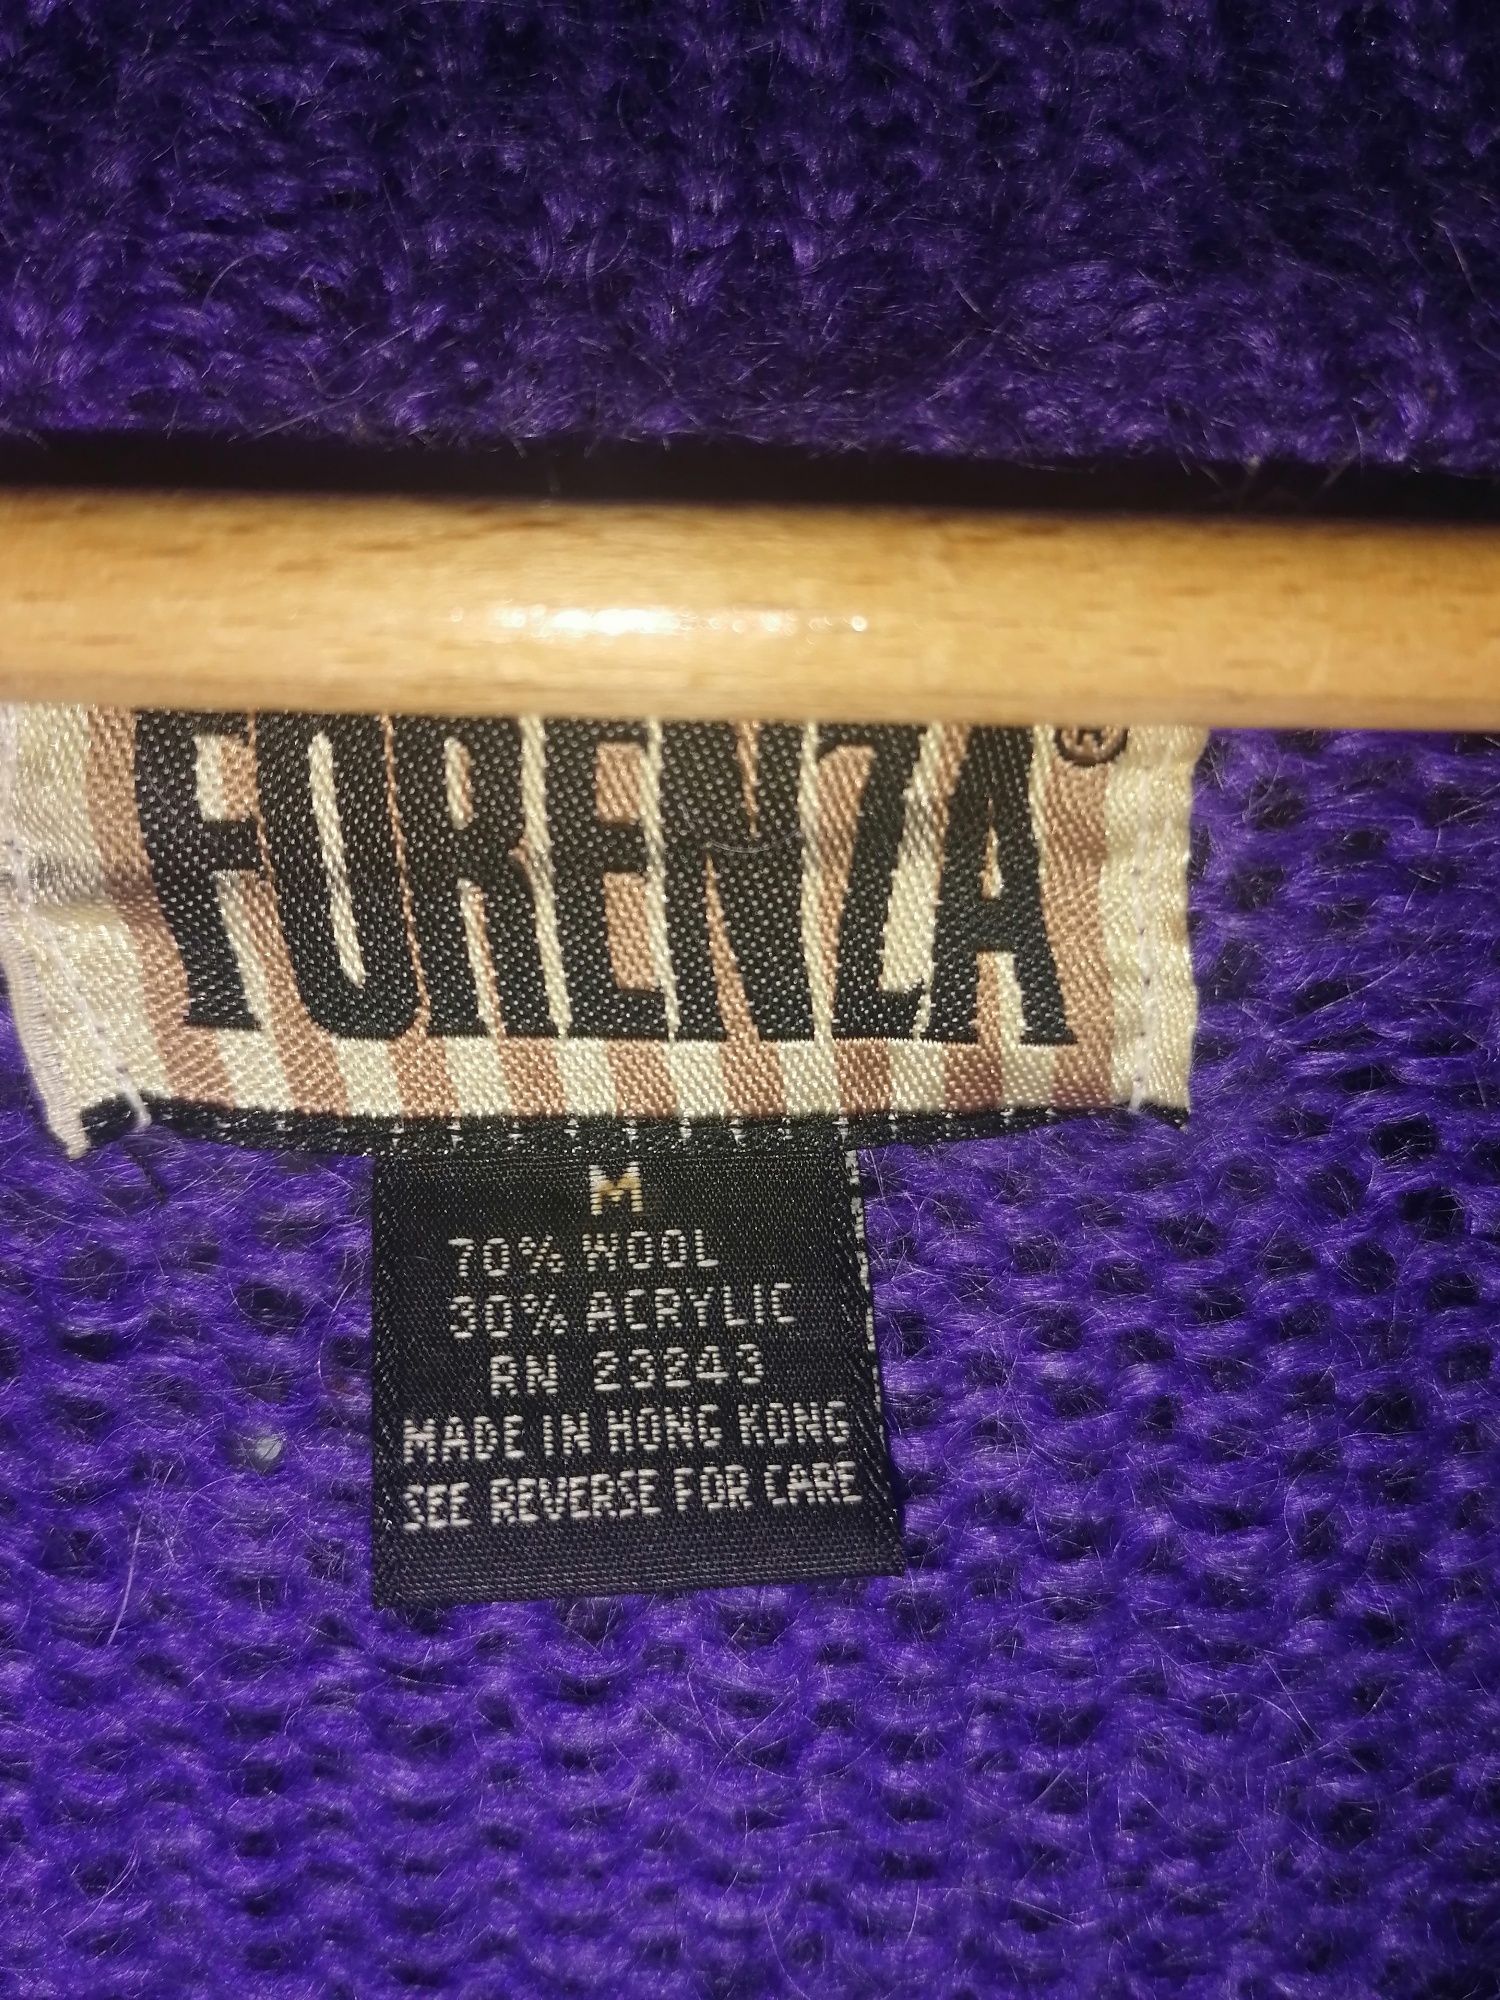 FORENZA®
M
70% WOOL
30% ACRYLIC
RN 23243
MADE IN HONG KONG
SEE REVERSE FOR CARE